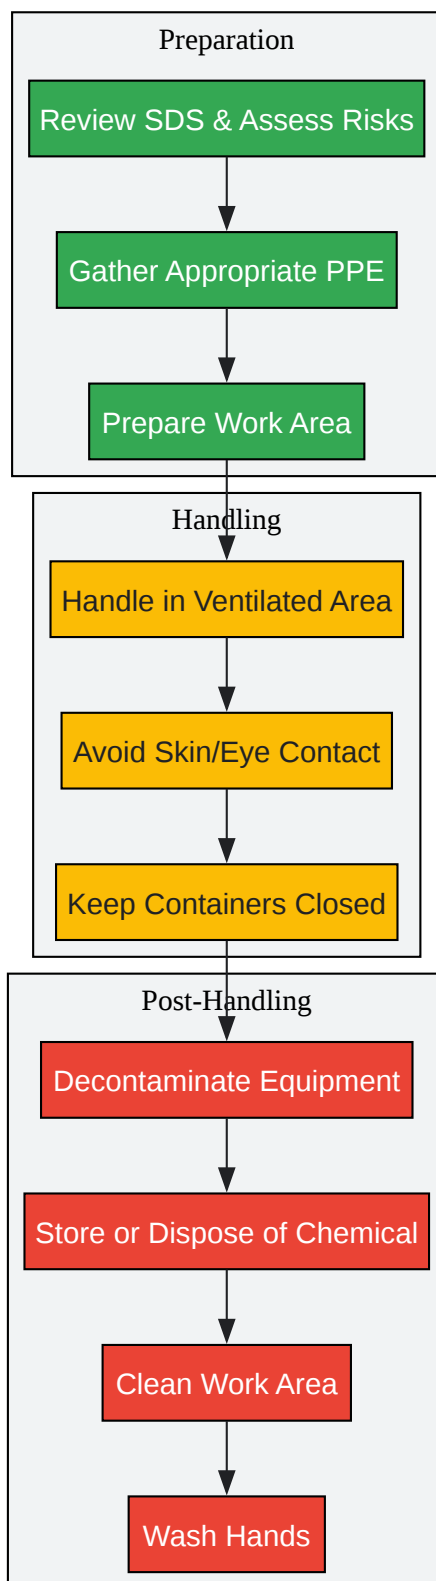 Preparation
Review SDS & Assess Risks
Gather Appropriate PPE
Prepare Work Area
Handling
Handle in Ventilated Area
Avoid Skin/Eye Contact
Keep Containers Closed
Post-Handling
Decontaminate Equipment
Store or Dispose of Chemical
Clean Work Area
Wash Hands